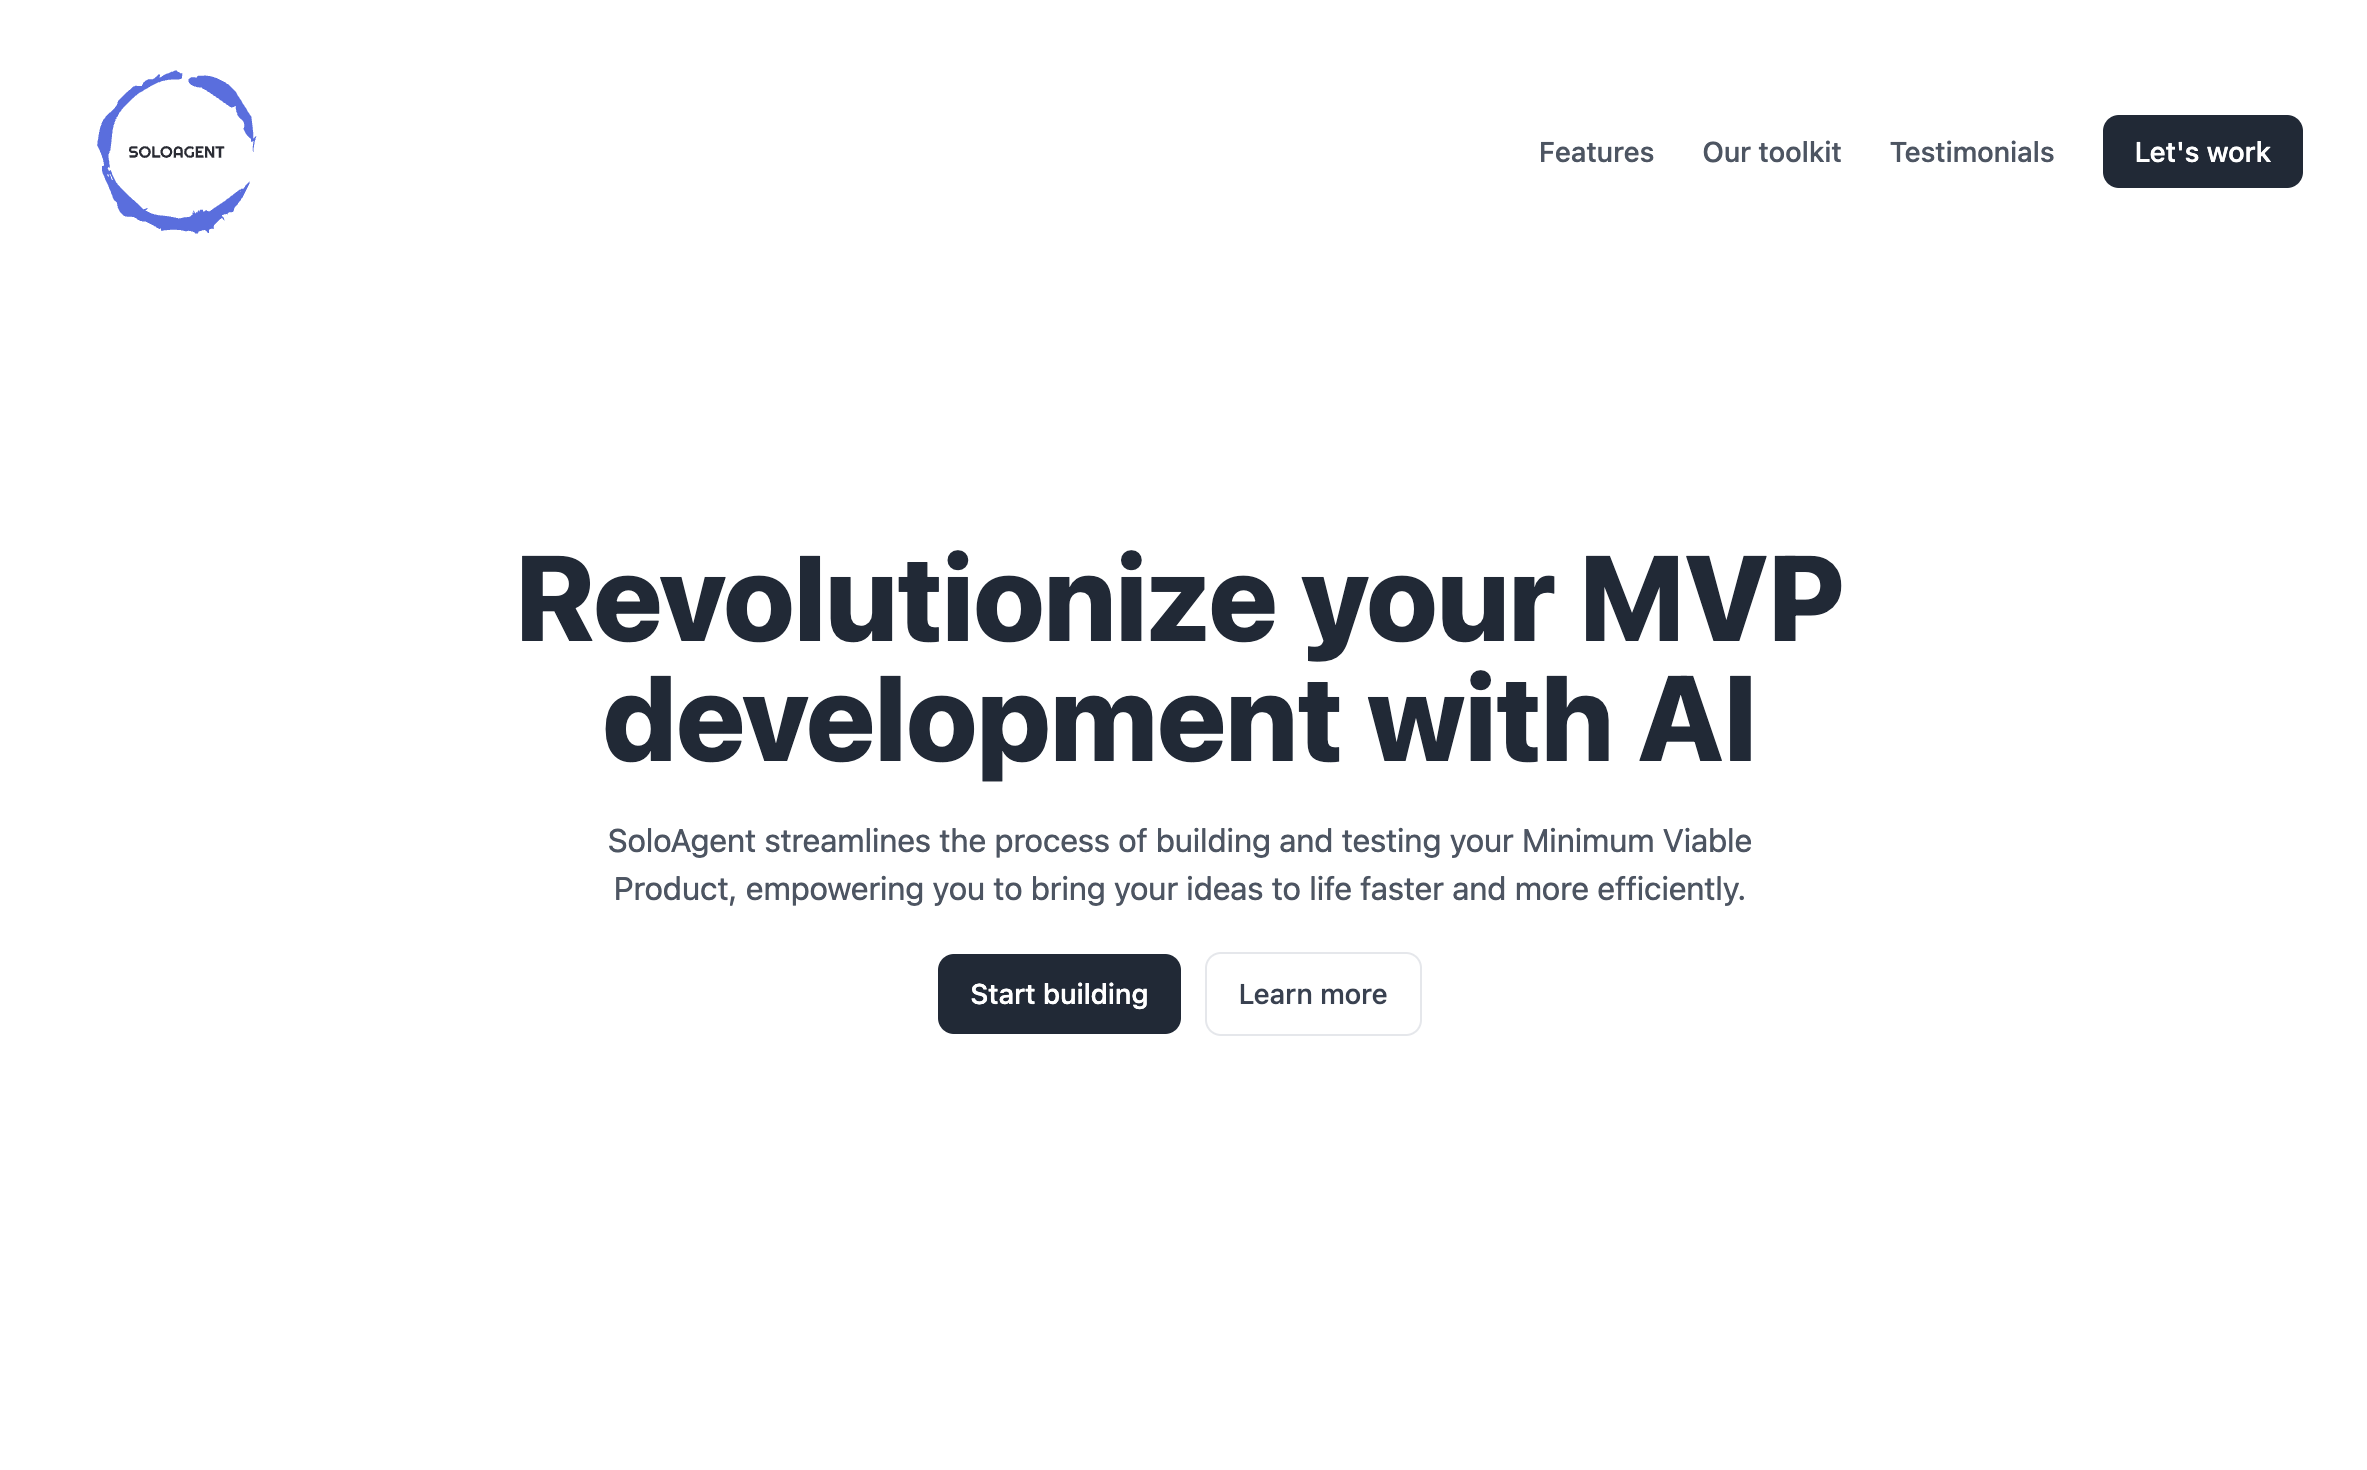 SOLOAGENT
Features
Our toolkit
Testimonials
Let's work
Revolutionize your MVP
development with AI
SoloAgent streamlines the process of building and testing your Minimum Viable
Product, empowering you to bring your ideas to life faster and more efficiently.
Start building
Learn more